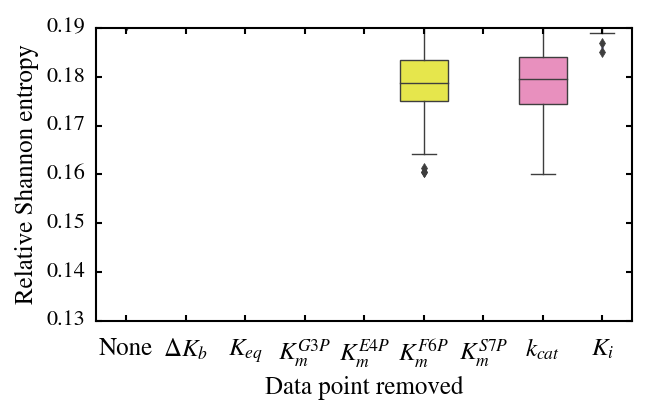 Relative Shannon entropy
0.19
0.18
0.17
0.16
0.15
0.14
0.13
None ΔK_b K_eq K_m^G3P K_m^E4P K_m^F6P K_m^S7P k_cat K_i
Data point removed